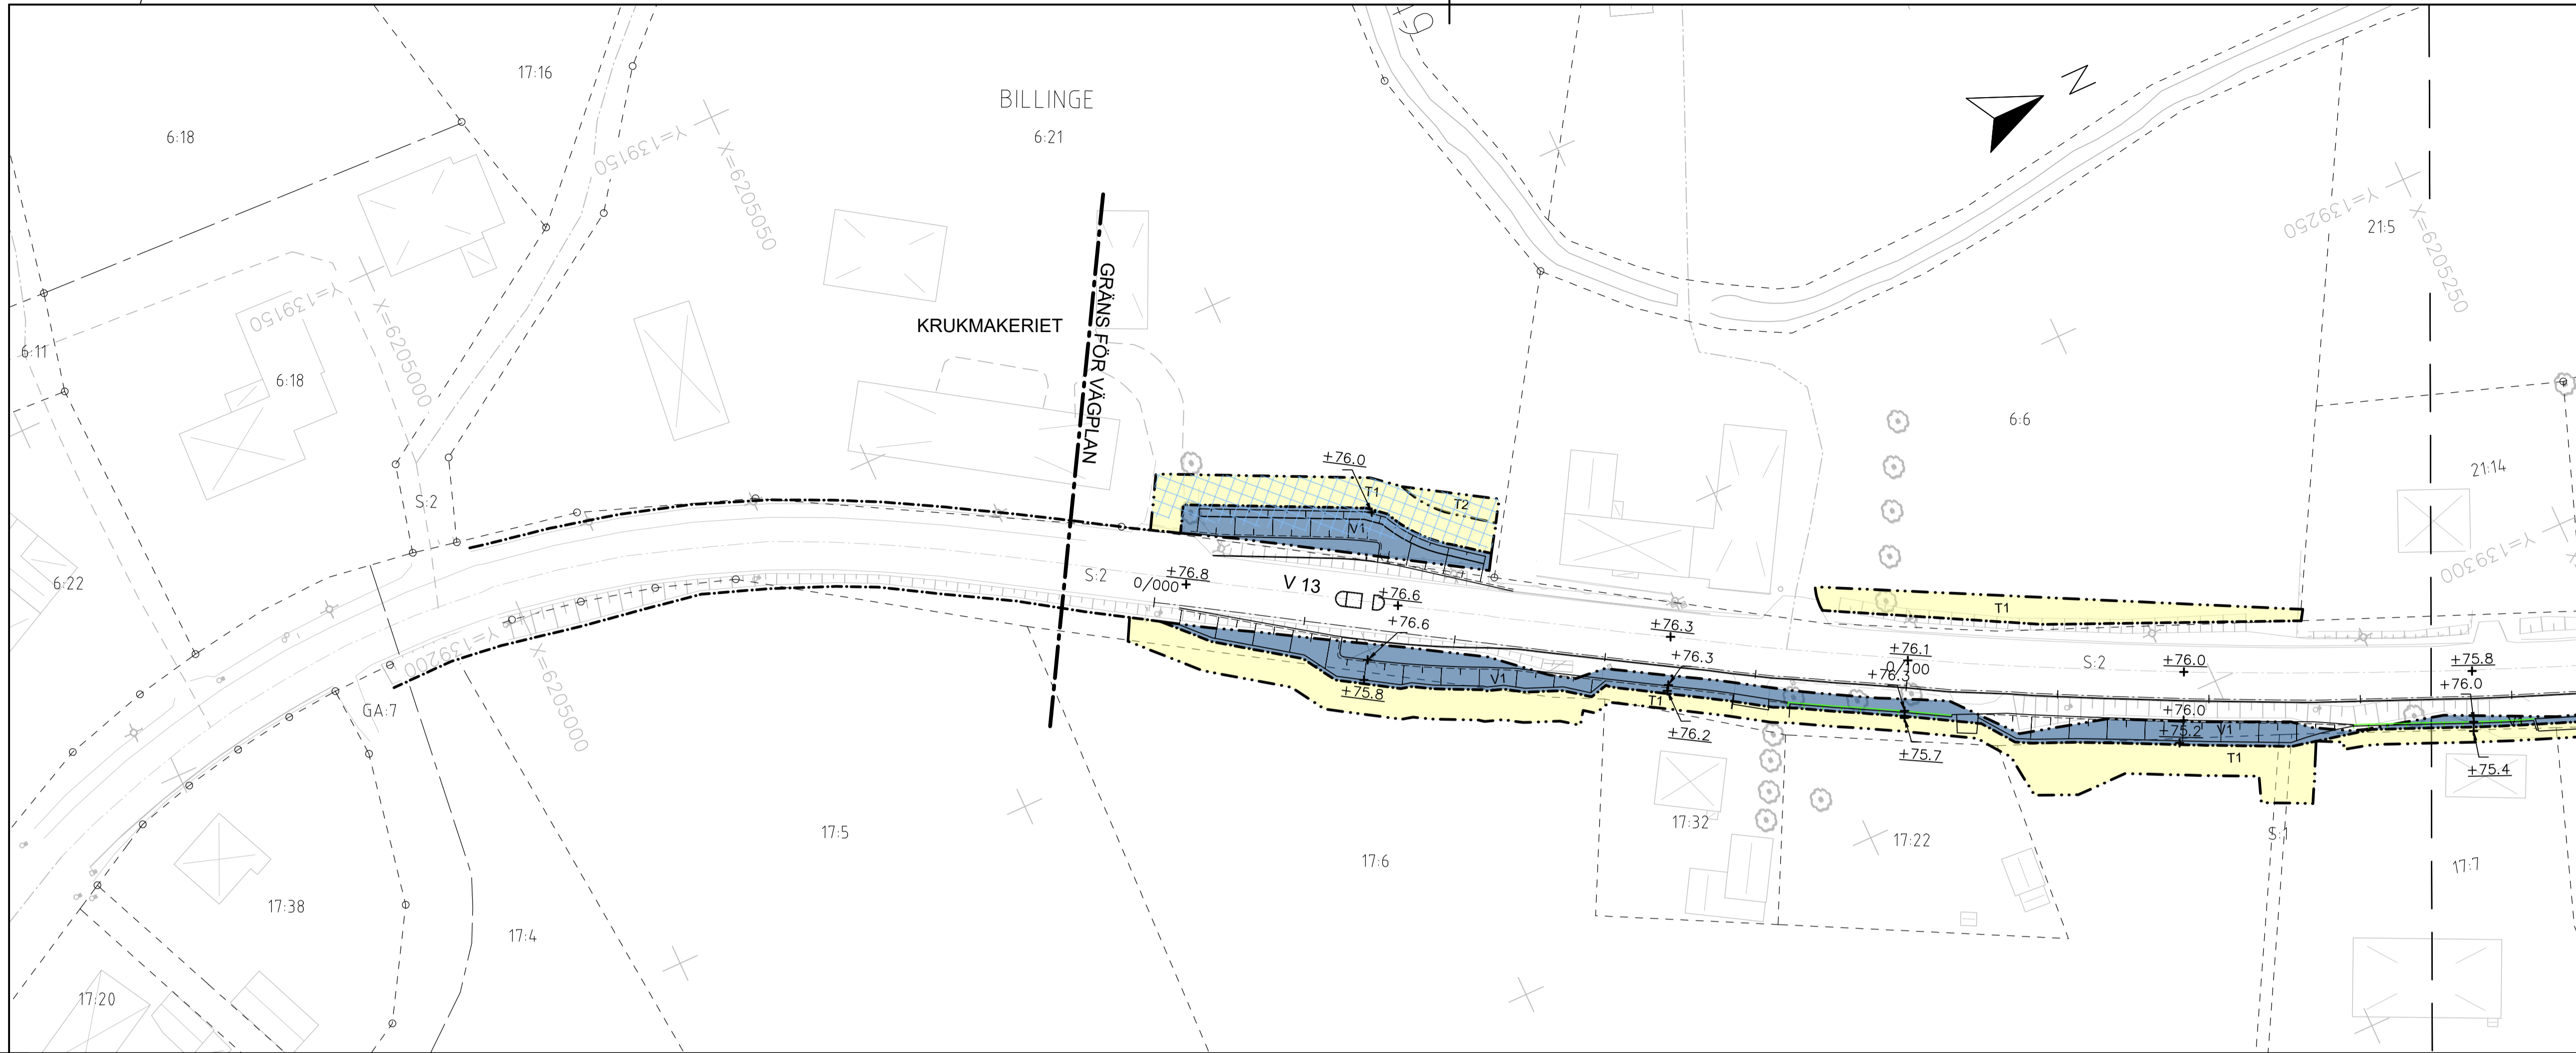 17:16
BILLINGE
6:21
6:18
N
Y=139150
X=6205050
Y=139250
X=6205250
21:5
Y=139150
X=6205000
GRÄNS FÖR VÄGPLAN
KRUKMAKERIET
6:11
6:18
6:6
+76.0
T1
T2
V1
21:14
S:2
Y=139300
6:22
S:2
+76.8
0/000
V 13
+76.6
+76.6
+76.3
T1
+76.1
0/100
S:2
+76.0
+75.8
Y=139200
X=6205000
+76.3
+76.3
+76.0
V1
+75.8
T1
+76.2
+76.0
V1
+75.2
+75.7
T1
+75.4
GA:7
17:5
17:6
17:32
17:22
S:1
17:7
17:38
17:4
17:20